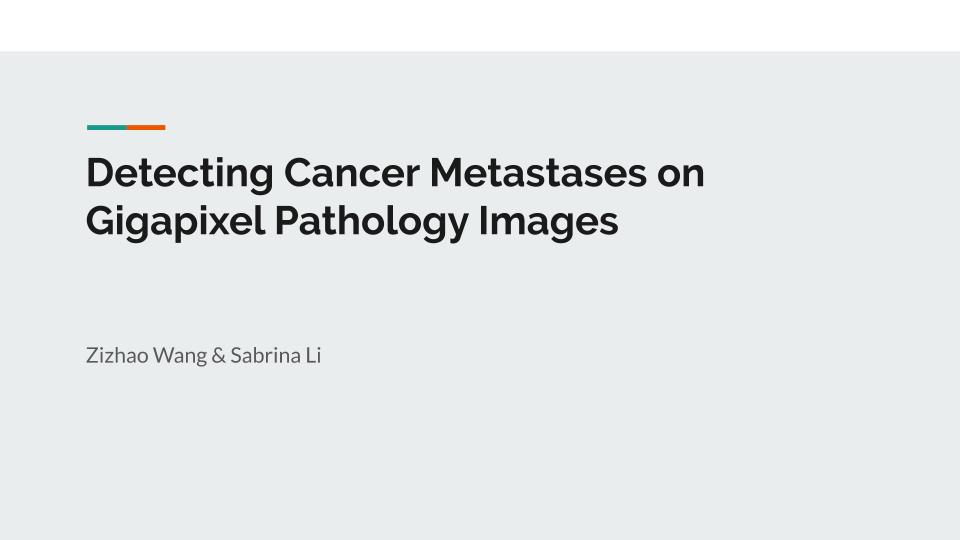 Detecting Cancer Metastases on
Gigapixel Pathology Images
Zizhao Wang & Sabrina Li